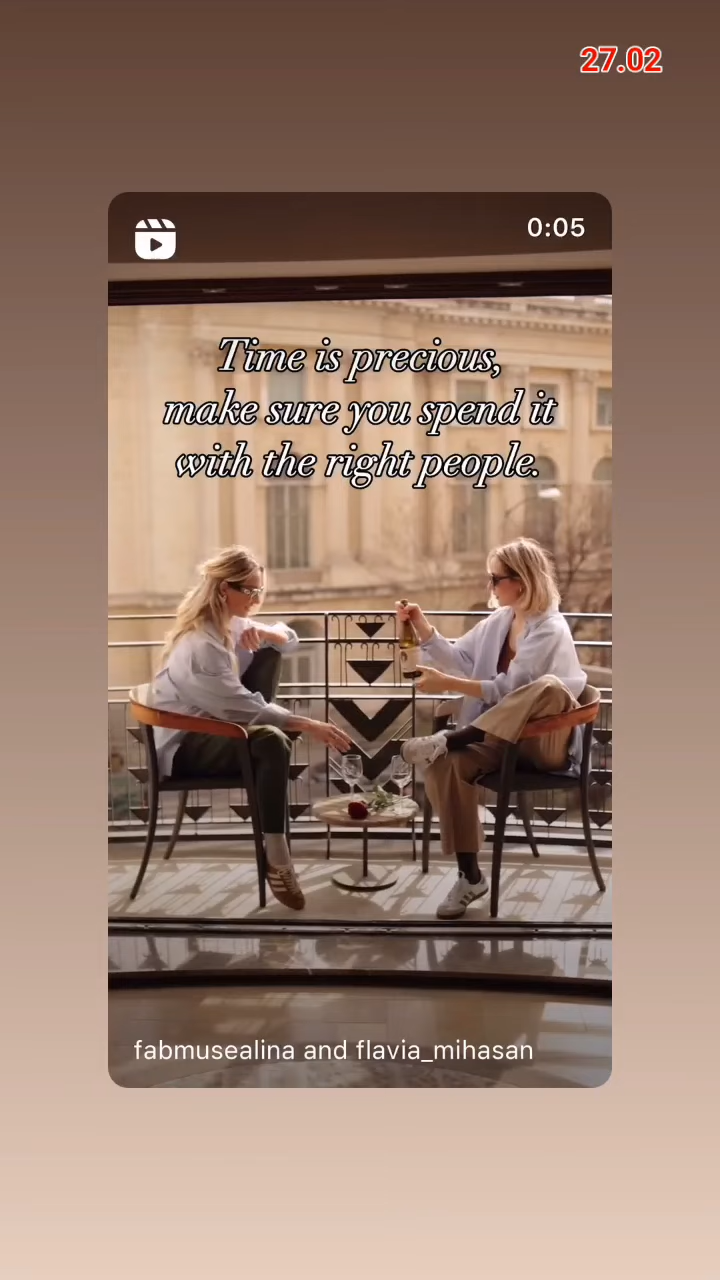 27.02
0:05
Time is precious,
make sure you spend it
with the right people.
fabmusealina and flavia_mihasan